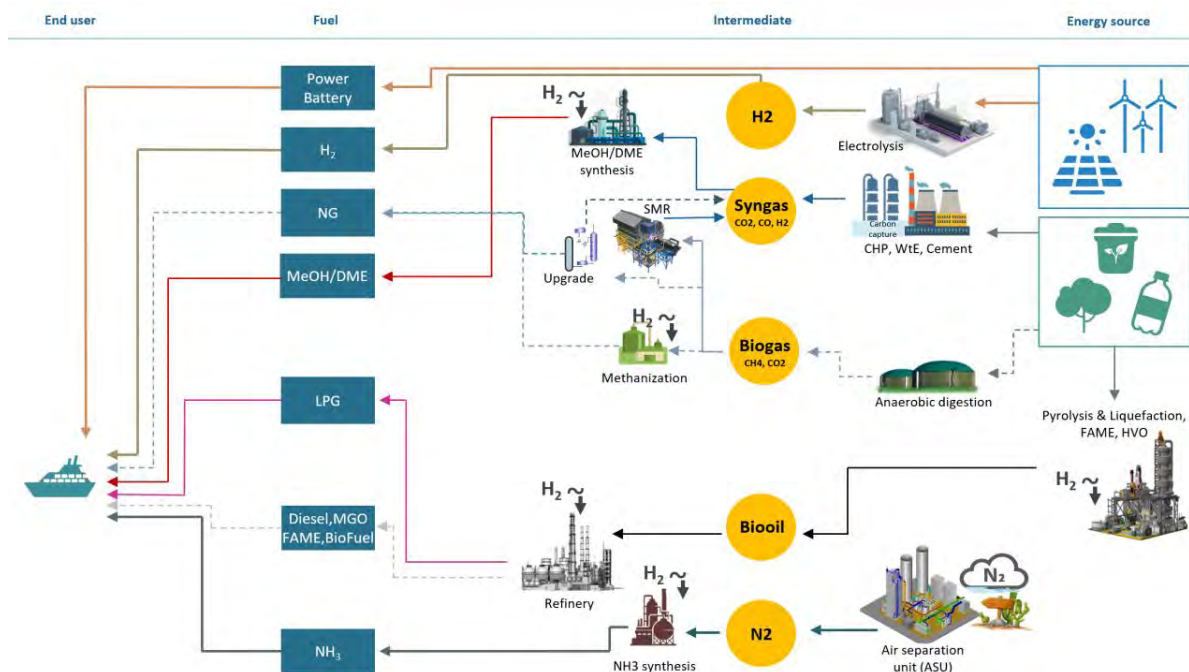 End user
Fuel
Intermediate
Energy source
Power
Battery
H₂ ~
H2
Electrolysis
H₂
MeOH/DME
synthesis
NG
SMR
Syngas
CO2, CO, H2
Carbon
capture
CHP, WtE, Cement
MeOH/DME
Upgrade
H₂ ~
Biogas
CH4, CO2
Methanization
Anaerobic digestion
LPG
Pyrolysis & Liquefaction,
FAME, HVO
H₂ ~
H₂ ~
Diesel,MGO
FAME,BioFuel
Biooil
Refinery
H₂ ~
N₂
NH₃
N2
NH3 synthesis
Air separation
unit (ASU)